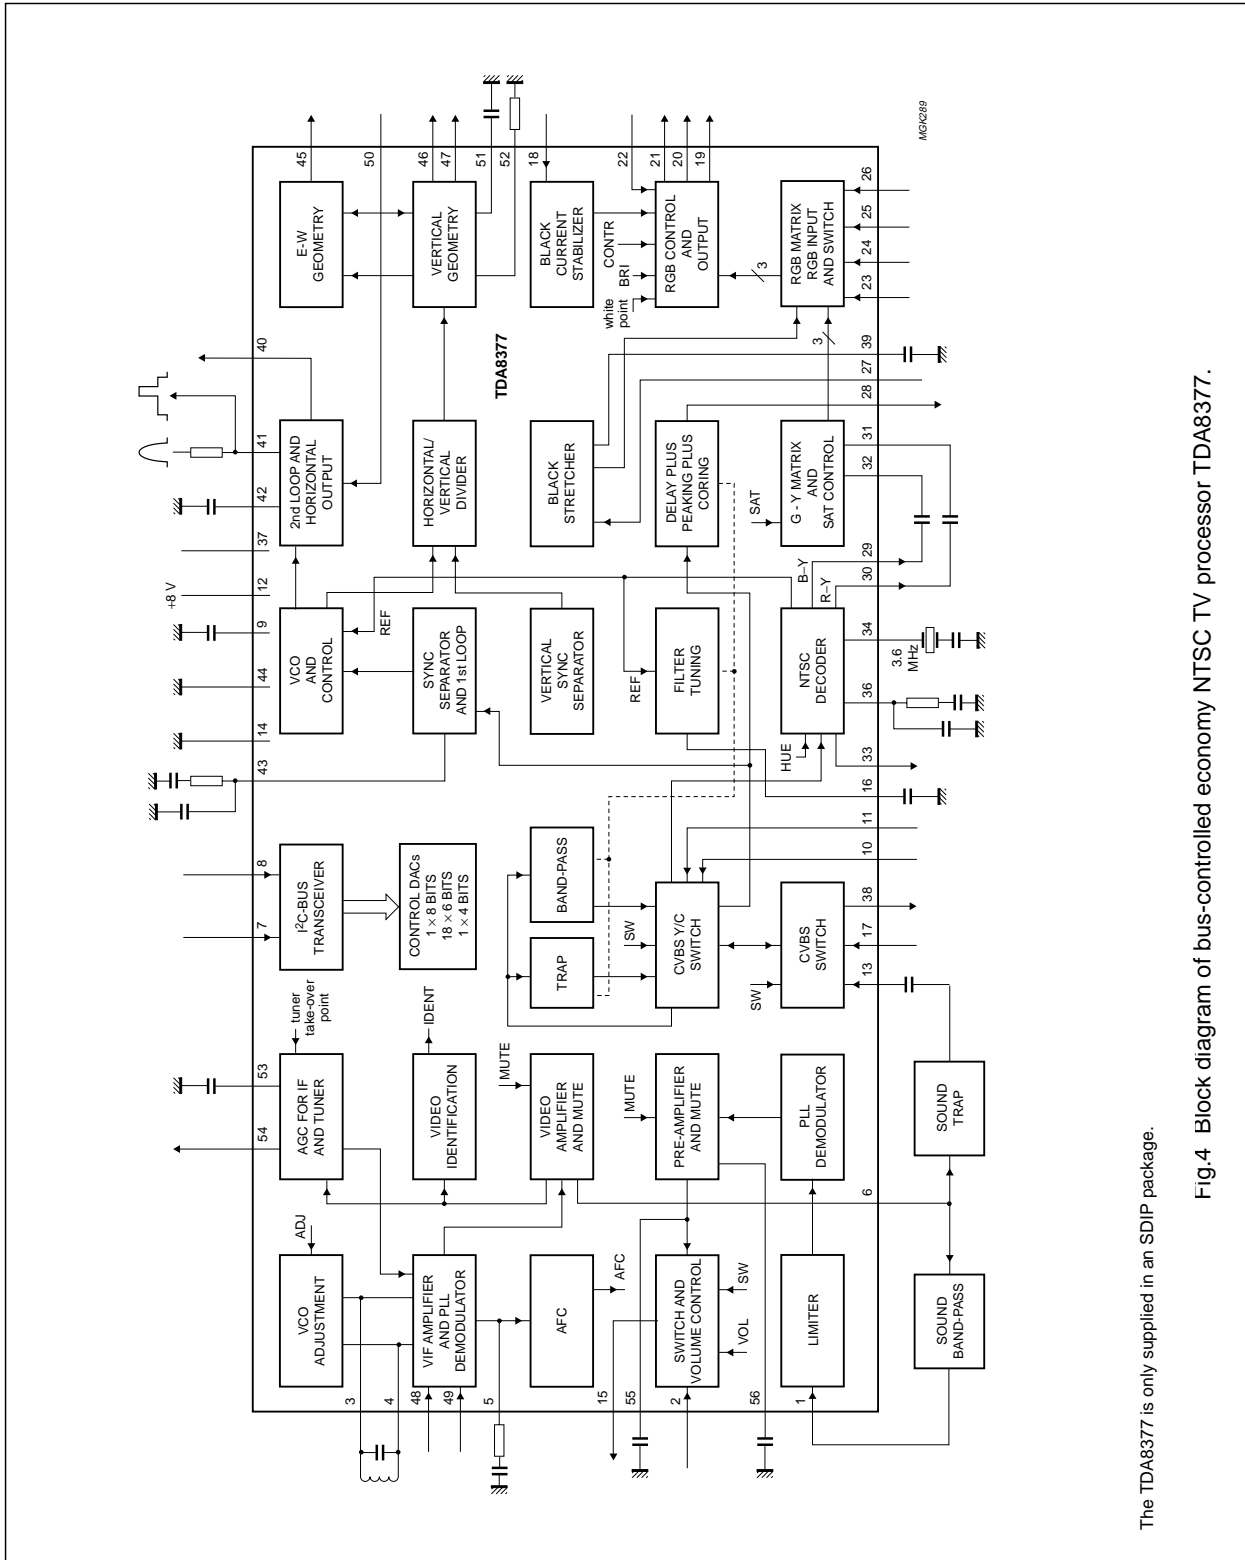 45
50
46
47
51
52
18
22
21
20
19
MGK289
E-W
GEOMETRY
VERTICAL
GEOMETRY
BLACK
CURRENT
STABILIZER
CONTR
BRI
white
point
RGB CONTROL
AND
OUTPUT
3
RGB MATRIX
RGB INPUT
AND SWITCH
26
25
24
23
40
TDA8377
3
39
27
28
41
42
37
2nd LOOP AND
HORIZONTAL
OUTPUT
HORIZONTAL/
VERTICAL
DIVIDER
BLACK
STRETCHER
DELAY PLUS
PEAKING PLUS
CORING
SAT
G - Y MATRIX
AND
SAT CONTROL
31
32
29
30
B–Y
R–Y
+8 V
12
9
44
14
43
VCO
AND
CONTROL
REF
SYNC
SEPARATOR
AND 1st LOOP
VERTICAL
SYNC
SEPARATOR
REF
FILTER
TUNING
NTSC
DECODER
HUE
34
36
33
3.6
MHz
16
11
10
38
17
13
8
7
I2C-BUS
TRANSCEIVER
CONTROL DACs
1 × 8 BITS
18 × 6 BITS
1 × 4 BITS
BAND-PASS
TRAP
SW
CVBS Y/C
SWITCH
SW
CVBS
SWITCH
53
54
tuner
take-over
point
AGC FOR IF
AND TUNER
IDENT
VIDEO
IDENTIFICATION
MUTE
VIDEO
AMPLIFIER
AND MUTE
MUTE
PRE-AMPLIFIER
AND MUTE
PLL
DEMODULATOR
6
SOUND
TRAP
ADJ
VCO
ADJUSTMENT
VIF AMPLIFIER
AND PLL
DEMODULATOR
AFC
AFC
SWITCH AND
VOLUME CONTROL
SW
VOL
LIMITER
SOUND
BAND-PASS
3
4
48
49
5
15
55
2
56
1
The TDA8377 is only supplied in an SDIP package.
Fig.4 Block diagram of bus-controlled economy NTSC TV processor TDA8377.